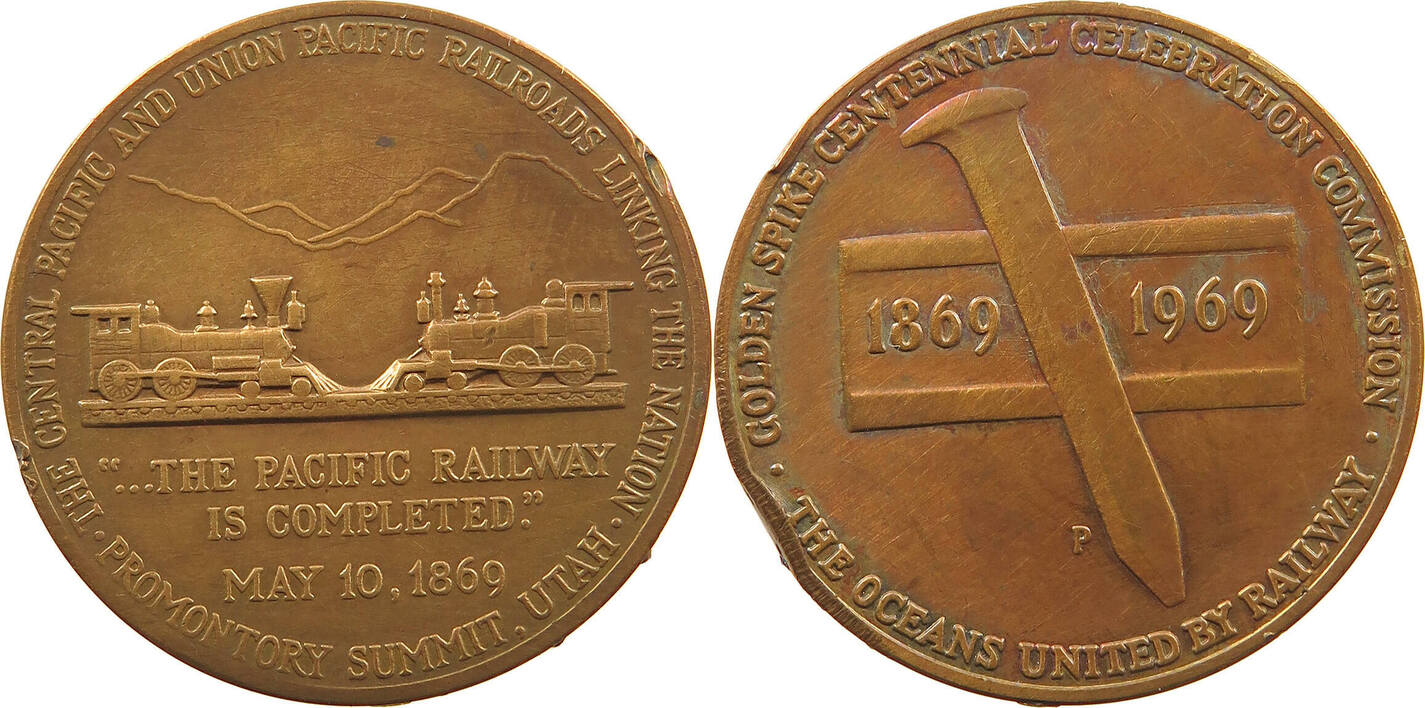 THE CENTRAL PACIFIC AND UNION PACIFIC RAILROADS LINKING THE NATION
"...THE PACIFIC RAILWAY
IS COMPLETED."
MAY 10, 1869
· PROMONTORY SUMMIT, UTAH ·
GOLDEN SPIKE CENTENNIAL CELEBRATION COMMISSION
1869 1969
P
· THE OCEANS UNITED BY RAILWAY ·